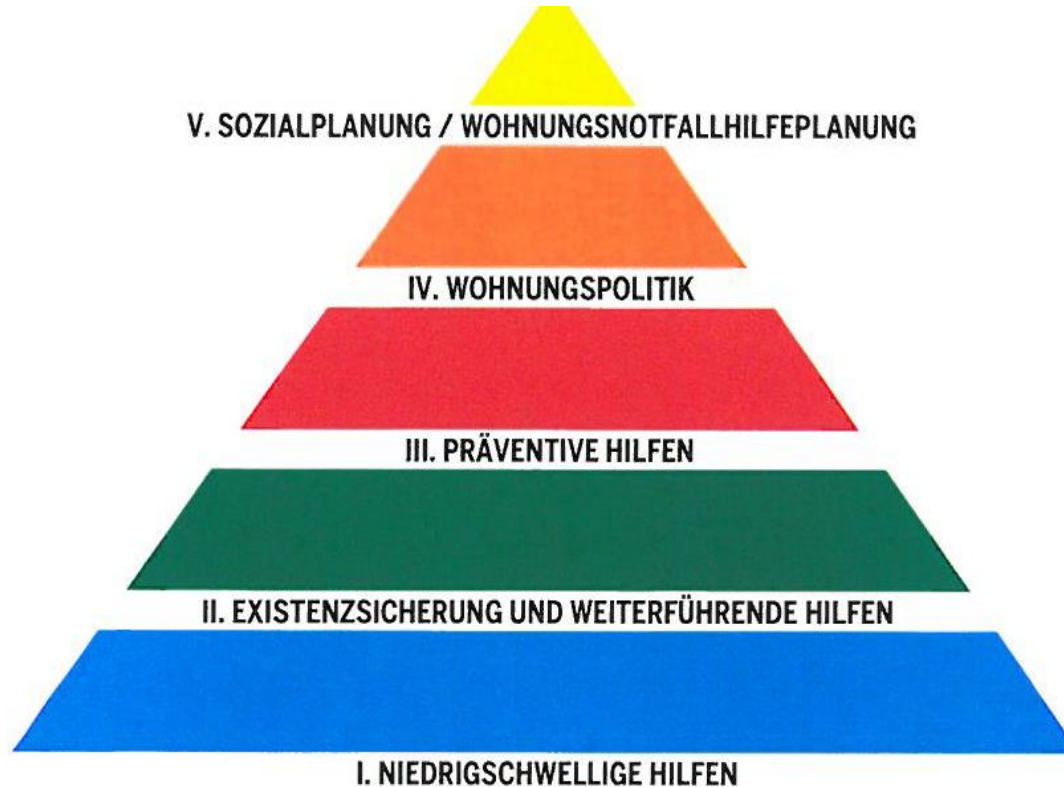 V. SOZIALPLANUNG / WOHNUNGSNOTFALLHILFEPLANUNG
IV. WOHNUNGSPOLITIK
III. PRÄVENTIVE HILFEN
II. EXISTENZSICHERUNG UND WEITERFÜHRENDE HILFEN
I. NIEDRIGSCHWELLIGE HILFEN